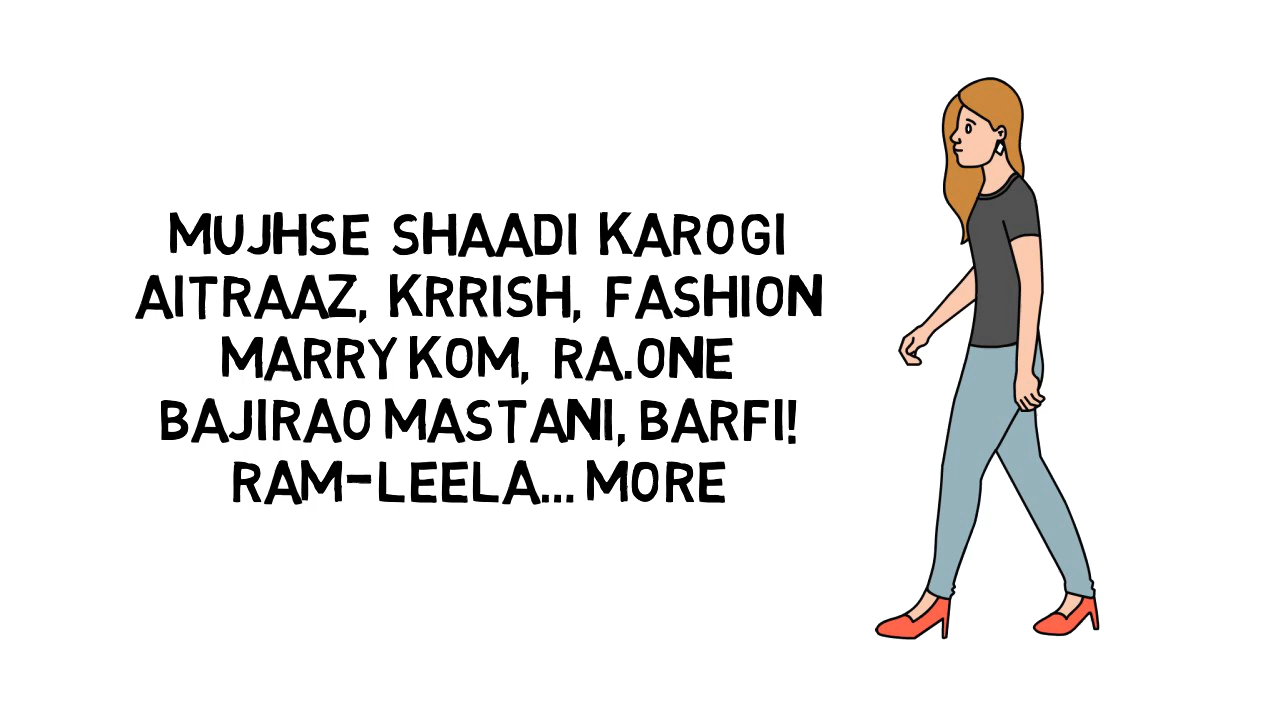 MUJHSE SHAADI KAROGI
AITRAAZ, KRRISH, FASHION
MARRY KOM, RA.ONE
BAJIRAO MASTANI, BARFI!
RAM-LEELA... MORE